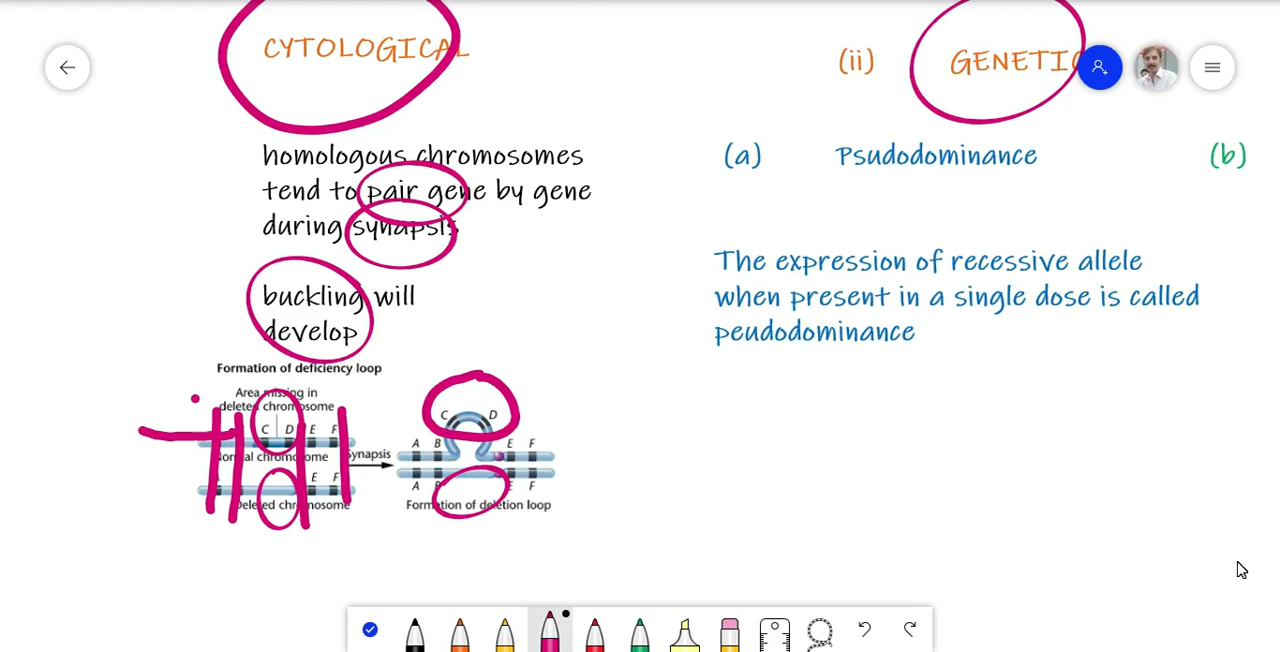 CYTOLOGICAL
(ii) GENETIC
homologous chromosomes
tend to pair gene by gene
during synapsis
buckling will
develop
(a) Psudodominance (b)
The expression of recessive allele
when present in a single dose is called
peudodominance
Formation of deficiency loop
Area missing in
deleted chromosome
C D E F
Normal chromosome
E F
Deleted chromosome
Synapsis
C D
A B E F
A B E F
Formation of deletion loop